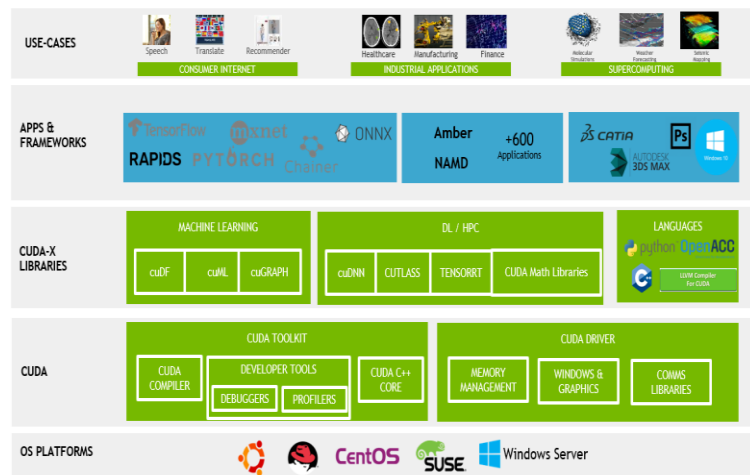 USE-CASES
Speech
Translate
Recommender
CONSUMER INTERNET
Healthcare
Manufacturing
Finance
INDUSTRIAL APPLICATIONS
Molecular
Simulations
Weather
Forecasting
Seismic
Mapping
SUPERCOMPUTING
APPS &
FRAMEWORKS
TensorFlow
mxnet
ONNX
RAPIDS
PYTORCH
Chainer
Amber
NAMD
+600
Applications
CATIA
Ps
AUTODESK
3DS MAX
Windows 10
CUDA-X
LIBRARIES
MACHINE LEARNING
cuDF
cuML
cuGRAPH
DL / HPC
cuDNN
CUTLASS
TENSORRT
CUDA Math Libraries
LANGUAGES
python
OpenACC
C++
LLVM Compiler
For CUDA
CUDA
CUDA TOOLKIT
CUDA
COMPILER
DEVELOPER TOOLS
DEBUGGERS
PROFILERS
CUDA C++
CORE
CUDA DRIVER
MEMORY
MANAGEMENT
WINDOWS &
GRAPHICS
COMMS
LIBRARIES
OS PLATFORMS
CentOS
SUSE
Windows Server